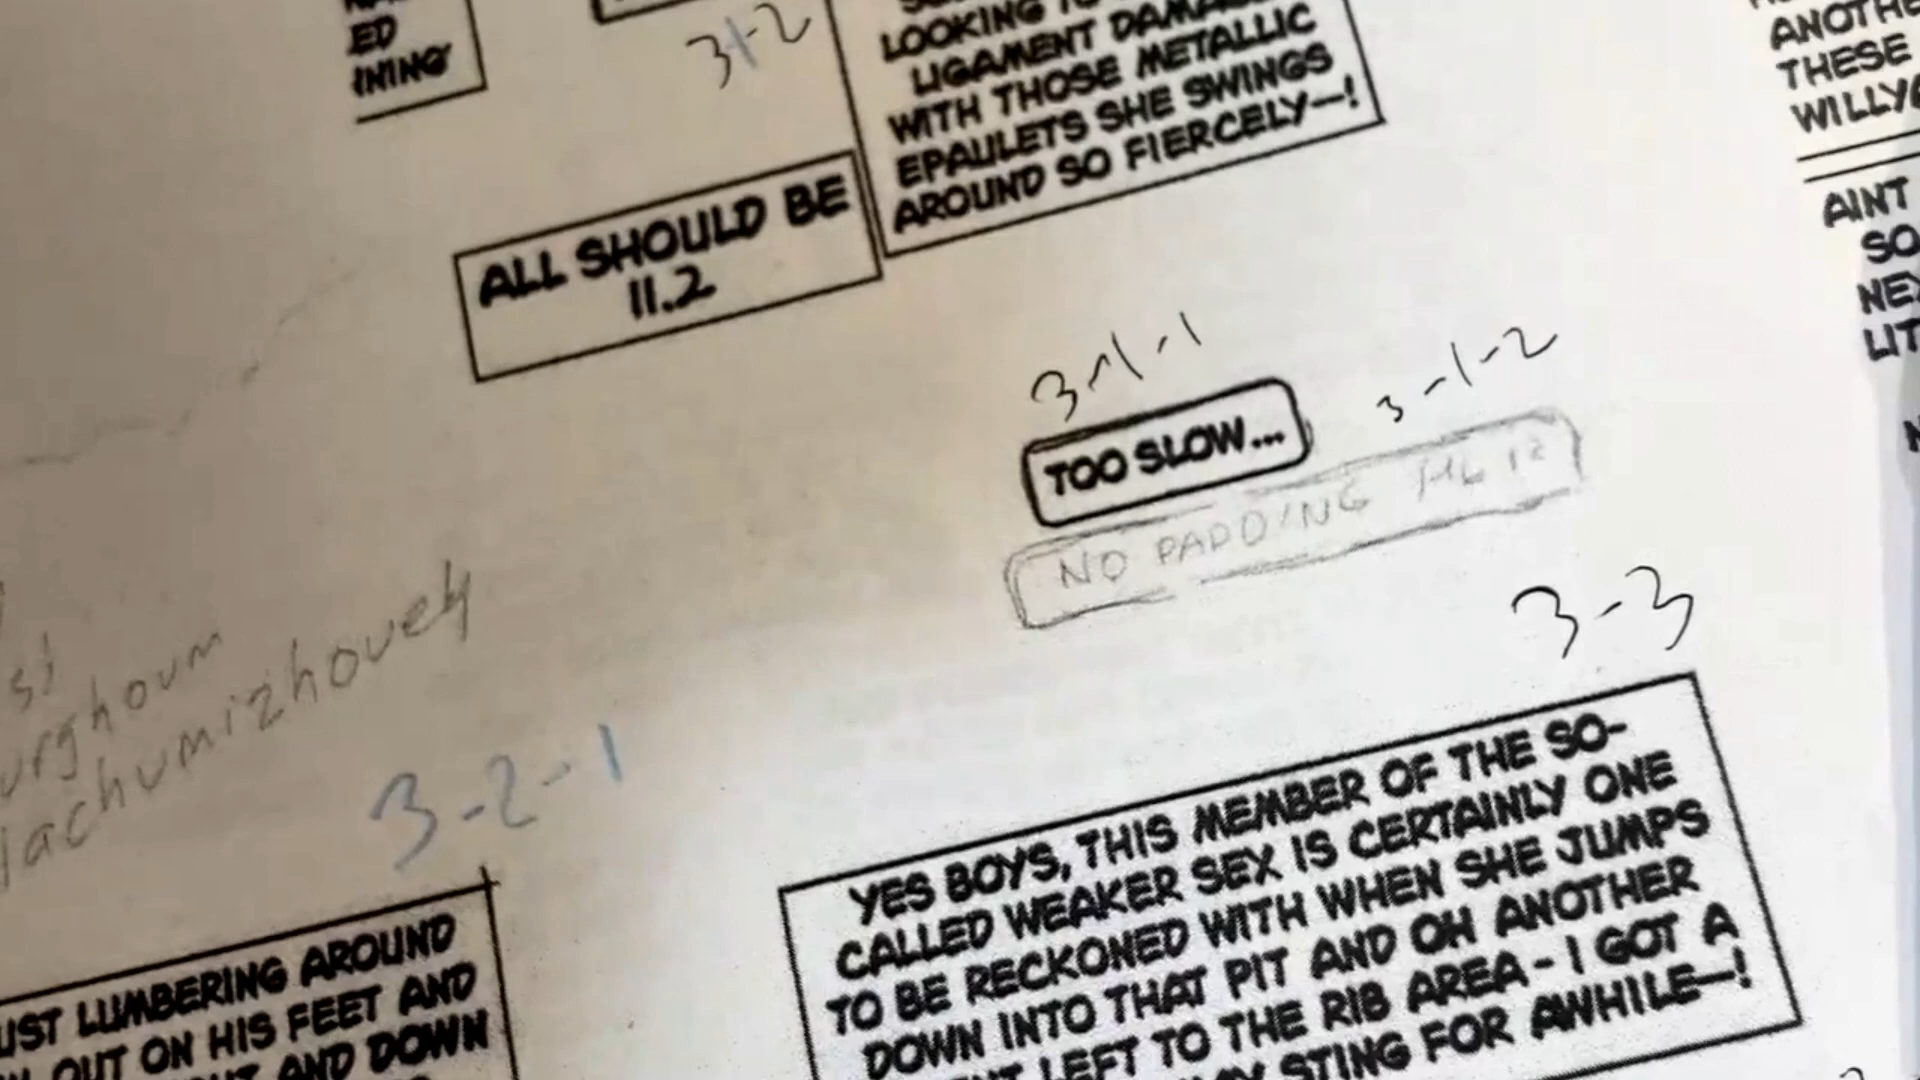 ED
INING
3-1-2
LOOKING
LIGAMENT
WITH THOSE METALLIC
EPAULETS SHE SWINGS
AROUND SO FIERCELY—!
ALL SHOULD BE
11.2
ANOTHE
THESE
WILLY
AINT
SO
NEX
LIT
3-1-1
3-1-2
TOO SLOW...
NO PADDING
3-3
3-2-1
UST LUMBERING AROUND
OUT ON HIS FEET AND
AND DOWN
YES BOYS, THIS MEMBER OF THE SO-
CALLED WEAKER SEX IS CERTAINLY ONE
TO BE RECKONED WITH WHEN SHE JUMPS
DOWN INTO THAT PIT AND OH ANOTHER
LEFT TO THE RIB AREA - I GOT A
STING FOR AWHILE—!